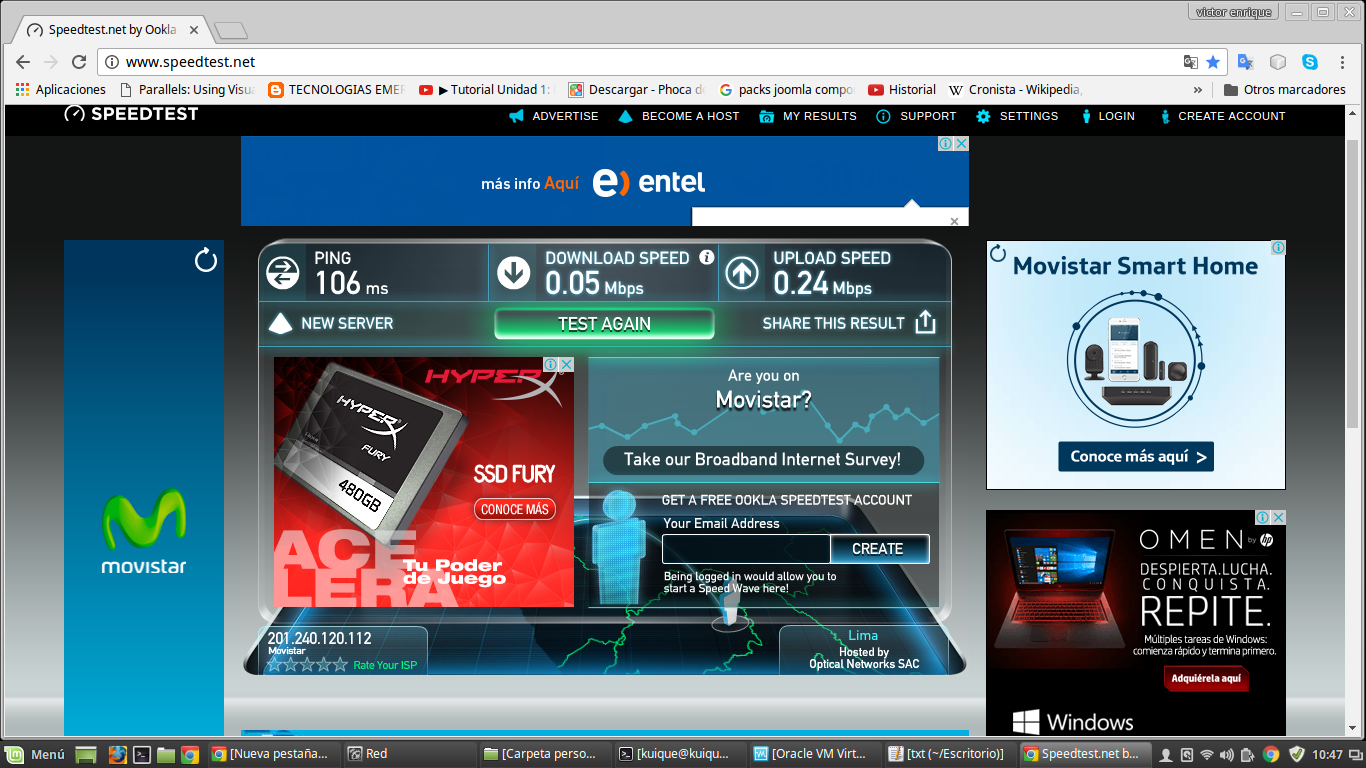 victor enrique
Speedtest.net by Ookla
www.speedtest.net
Aplicaciones
Parallels: Using Visua
TECNOLOGIAS EMER
▶ Tutorial Unidad 1:
Descargar - Phoca de
packs joomla compo
Historial
Cronista - Wikipedia,
»
Otros marcadores
SPEEDTEST
ADVERTISE
BECOME A HOST
MY RESULTS
SUPPORT
SETTINGS
LOGIN
CREATE ACCOUNT
más info Aquí
entel
PING
106 ms
DOWNLOAD SPEED
0.05 Mbps
UPLOAD SPEED
0.24 Mbps
NEW SERVER
TEST AGAIN
SHARE THIS RESULT
HYPERX
HYPERX
FURY
480GB
SSD FURY
CONOCE MÁS
ACE
LERA
Tu Poder
de Juego
Are you on
Movistar?
Take our Broadband Internet Survey!
GET A FREE OOKLA SPEEDTEST ACCOUNT
Your Email Address
CREATE
Being logged in would allow you to
start a Speed Wave here!
201.240.120.112
Movistar
Rate Your ISP
Lima
Hosted by
Optical Networks SAC
movistar
Movistar Smart Home
Conoce más aquí >
OMEN by hp
DESPIERTA.LUCHA.
CONQUISTA.
REPITE.
Múltiples tareas de Windows:
comienza rápido y termina primero.
Adquiérela aquí
Windows
Menú
[Nueva pestaña...
Red
[Carpeta perso...
[kuique@kuiqu...
[Oracle VM Virt...
[txt (~/Escritorio)]
Speedtest.net b...
10:47